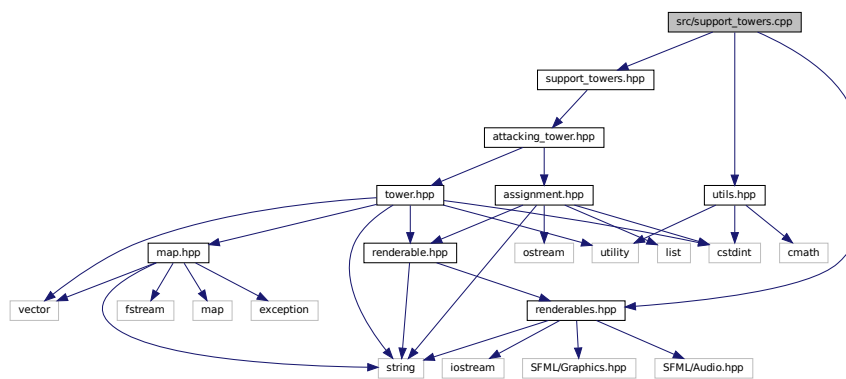 src/support_towers.cpp
support_towers.hpp
attacking_tower.hpp
tower.hpp
assignment.hpp
utils.hpp
map.hpp
renderable.hpp
ostream
utility
list
cstdint
cmath
vector
fstream
map
exception
renderables.hpp
string
iostream
SFML/Graphics.hpp
SFML/Audio.hpp